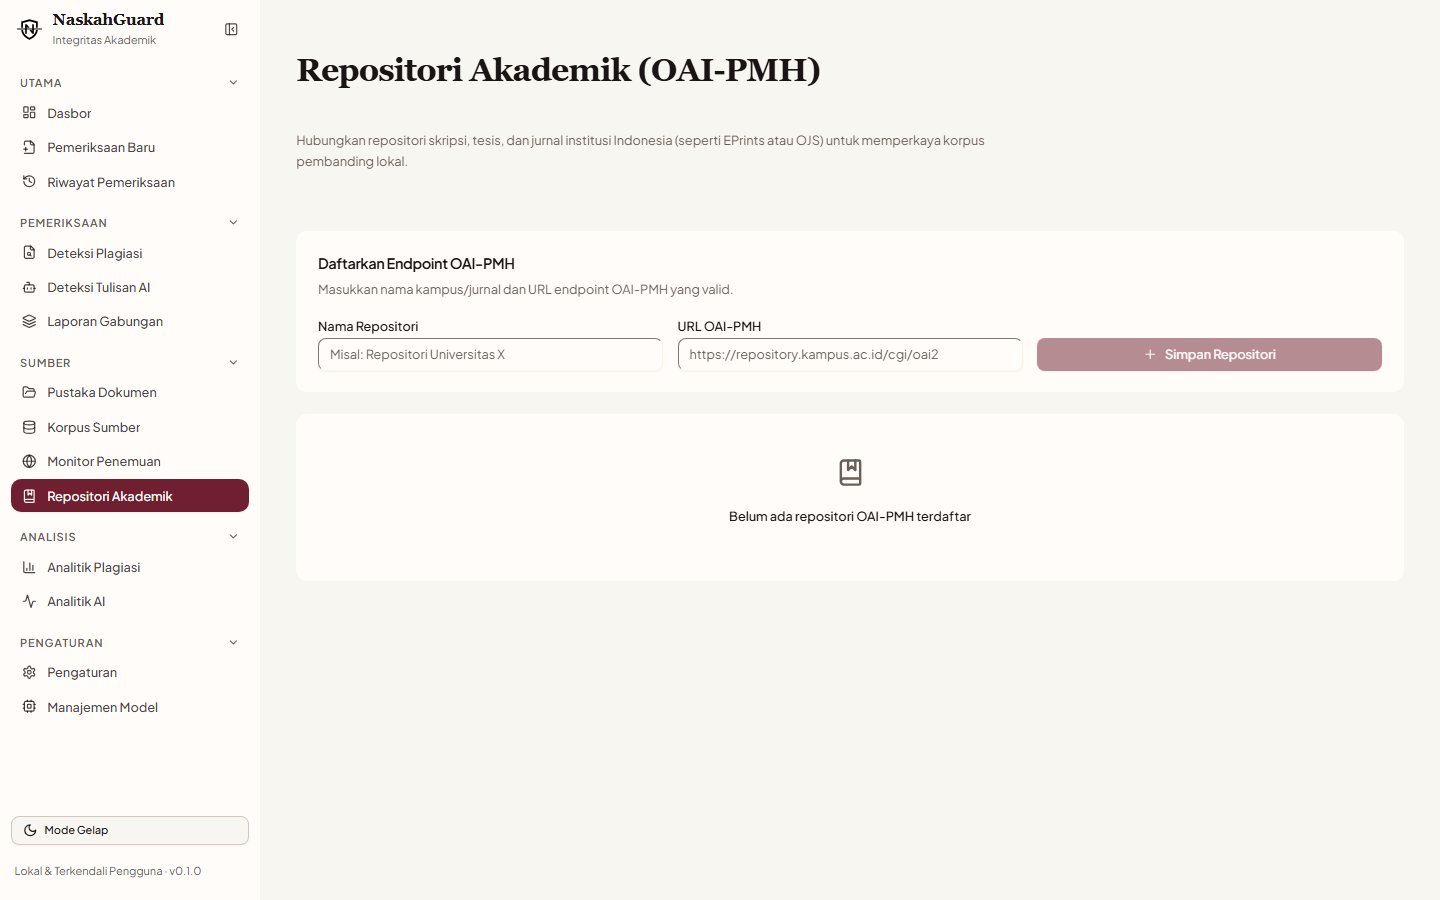 NaskahGuard
Integritas Akademik
UTAMA
Dasbor
Pemeriksaan Baru
Riwayat Pemeriksaan
PEMERIKSAAN
Deteksi Plagiasi
Deteksi Tulisan AI
Laporan Gabungan
SUMBER
Pustaka Dokumen
Korpus Sumber
Monitor Penemuan
Repositori Akademik
ANALISIS
Analitik Plagiasi
Analitik AI
PENGATURAN
Pengaturan
Manajemen Model
Mode Gelap
Lokal & Terkendali Pengguna · v0.1.0
Repositori Akademik (OAI-PMH)
Hubungkan repositori skripsi, tesis, dan jurnal institusi Indonesia (seperti EPrints atau OJS) untuk memperkaya korpus
pembanding lokal.
Daftarkan Endpoint OAI-PMH
Masukkan nama kampus/jurnal dan URL endpoint OAI-PMH yang valid.
Nama Repositori
Misal: Repositori Universitas X
URL OAI-PMH
https://repository.kampus.ac.id/cgi/oai2
Simpan Repositori
Belum ada repositori OAI-PMH terdaftar